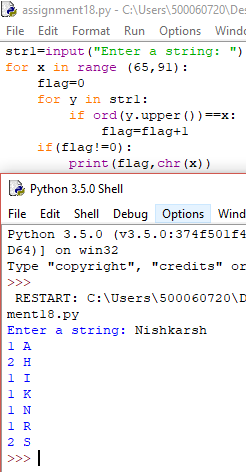 assignment18.py - C:\Users\500060720\Des
File Edit Format Run Options Windo
str1=input("Enter a string: ")
for x in range (65,91):
    flag=0
    for y in str1:
        if ord(y.upper())==x:
            flag=flag+1
    if(flag!=0):
        print(flag,chr(x))
Python 3.5.0 Shell
File Edit Shell Debug Options Wind
Python 3.5.0 (v3.5.0:374f501f4
D64)] on win32
Type "copyright", "credits" or
>>>
 RESTART: C:\Users\500060720\D
ment18.py
Enter a string: Nishkarsh
1 A
2 H
1 I
1 K
1 N
1 R
2 S
>>>